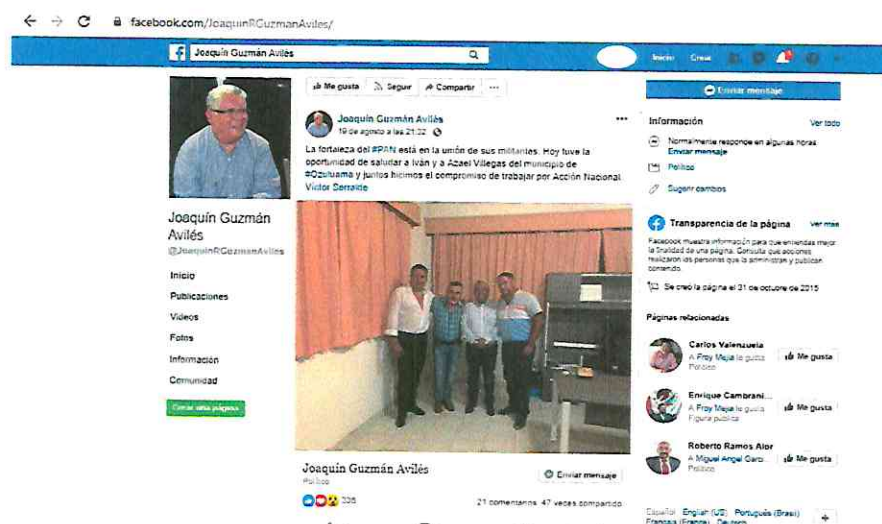 facebook.com/JoaquinRGuzmanAviles/
Joaquín Guzmán Avilés
Inicio
Crear
Me gusta
Seguir
Compartir
Joaquín Guzmán Avilés
19 de agosto a las 21:32
La fortaleza del #PAN está en la unión de sus militantes. Hoy tuve la
oportunidad de saludar a Iván y a Azael Villegas del municipio de
#Ozuluama y juntos hicimos el compromiso de trabajar por Acción Nacional.
Víctor Serralde
Joaquín Guzmán
Avilés
@JoaquinRGuzmanAviles
Inicio
Publicaciones
Videos
Fotos
Información
Comunidad
Crear una página
Joaquín Guzmán Avilés
Político
Enviar mensaje
21 comentarios 47 veces compartido
Enviar mensaje
Información
Ver todo
Normalmente responde en algunas horas
Enviar mensaje
Político
Sugerir cambios
Transparencia de la página
Ver más
Facebook muestra información para que entiendas mejor
la finalidad de una página. Consulta qué acciones
realizaron las personas que la administran y publican
contenido.
Se creó la página el 31 de octubre de 2015
Páginas relacionadas
Carlos Valenzuela
A Froy Mejia le gusta
Político
Me gusta
Enrique Cambrani...
A Froy Mejia le gusta
Figura pública
Me gusta
Roberto Ramos Alor
A Miguel Angel Garc...
Político
Me gusta
Español English (US) Português (Brasil)
Français (France) Deutsch